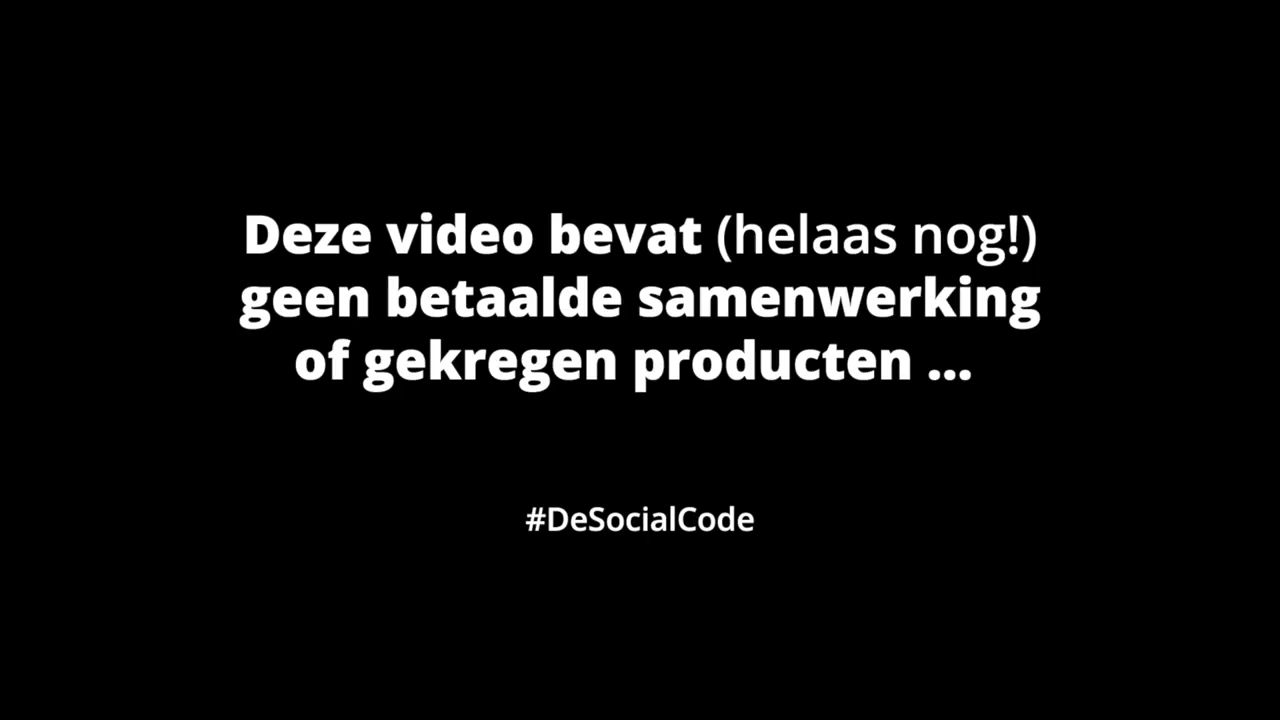 Deze video bevat (helaas nog!)
geen betaalde samenwerking
of gekregen producten ...
#DeSocialCode